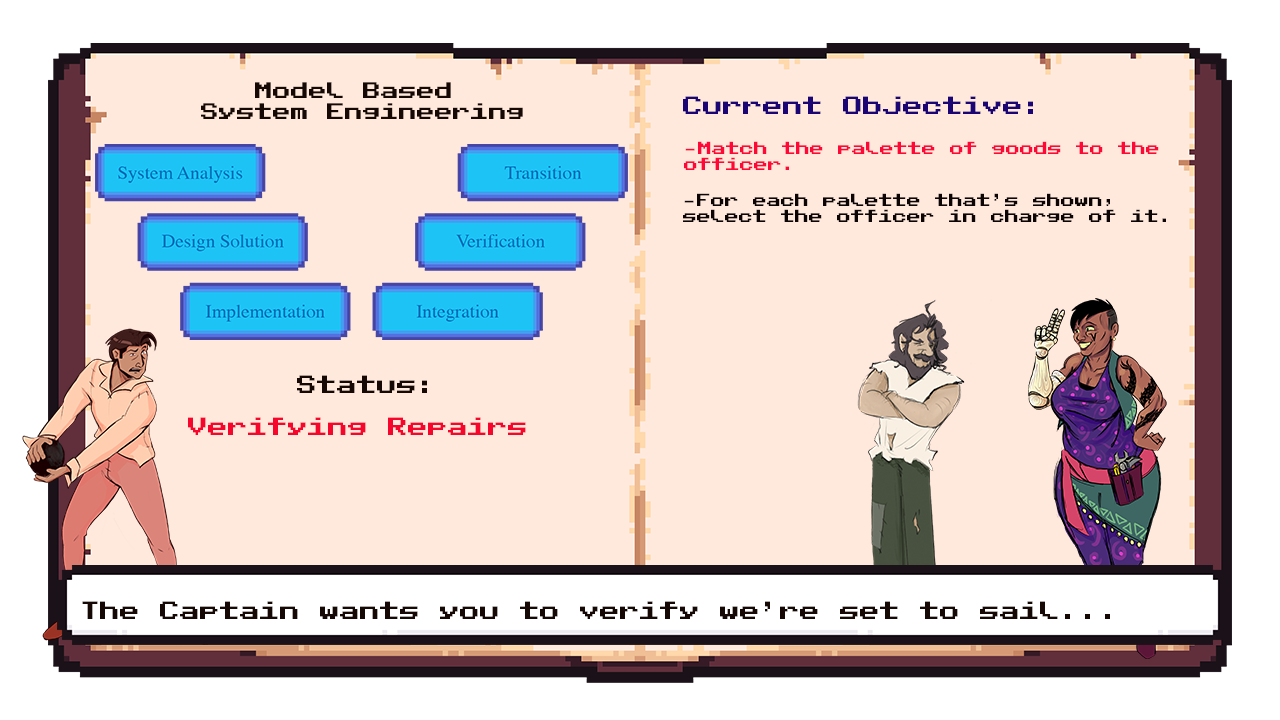 Model Based
System Engineering
System Analysis
Transition
Design Solution
Verification
Implementation
Integration
Status:
Verifying Repairs
Current Objective:
-Match the palette of goods to the
officer.
-For each palette that's shown,
select the officer in charge of it.
The Captain wants you to verify we're set to sail...